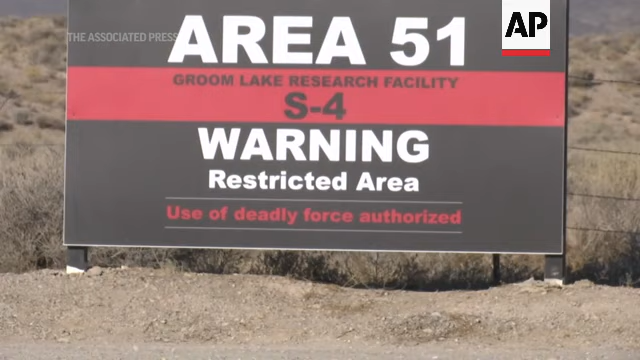 THE ASSOCIATED PRESS
AP
AREA 51
GROOM LAKE RESEARCH FACILITY
S-4
WARNING
Restricted Area
Use of deadly force authorized